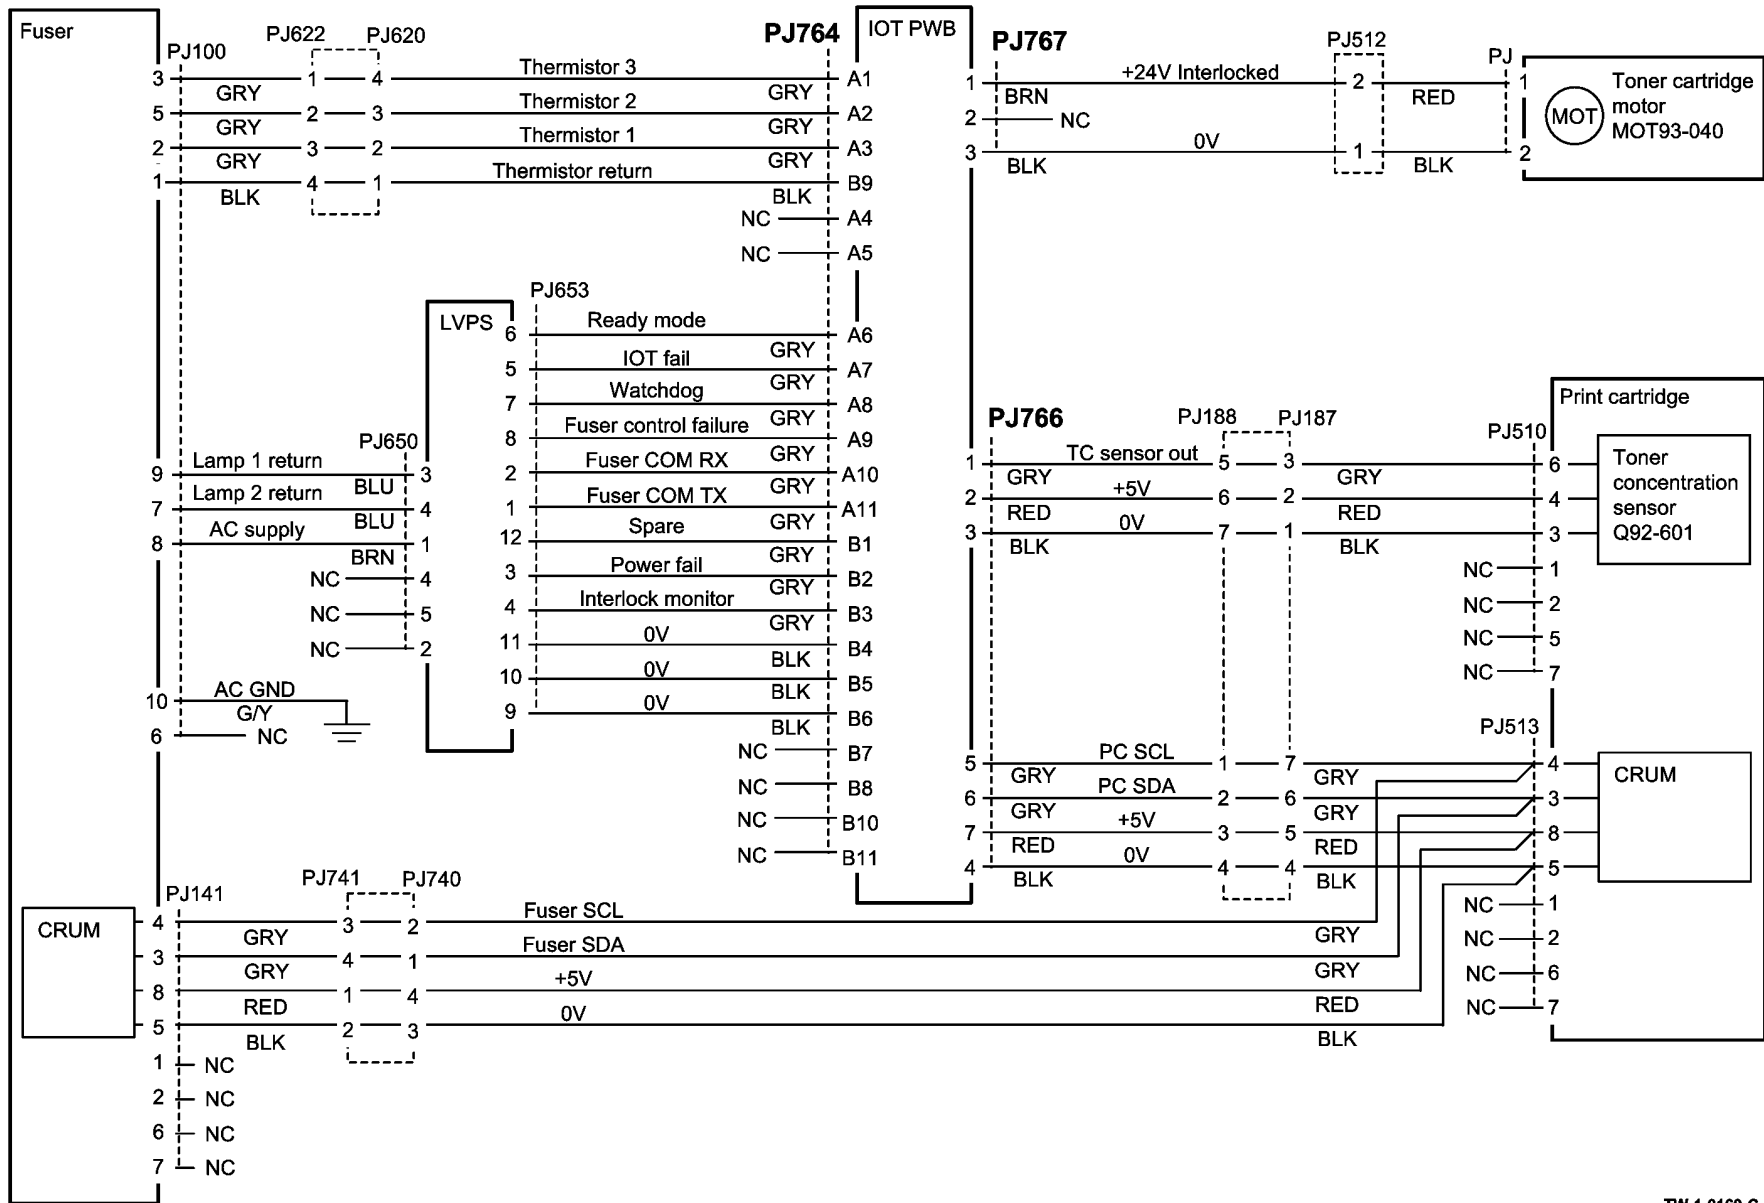 Fuser
PJ100
PJ622
PJ620
PJ764
IOT PWB
PJ767
PJ512
PJ
3 GRY 1 4 Thermistor 3 GRY A1
5 GRY 2 3 Thermistor 2 GRY A2
2 GRY 3 2 Thermistor 1 GRY A3
1 BLK 4 1 Thermistor return BLK B9
NC A4
NC A5
1 BRN +24V Interlocked 2 RED 1
2 NC
3 BLK 0V 1 BLK 2
MOT
Toner cartridge
motor
MOT93-040
LVPS
PJ653
6 Ready mode GRY A6
5 IOT fail GRY A7
7 Watchdog GRY A8
8 Fuser control failure GRY A9
2 Fuser COM RX GRY A10
1 Fuser COM TX GRY A11
12 Spare GRY B1
3 Power fail GRY B2
4 Interlock monitor GRY B3
11 0V BLK B4
10 0V BLK B5
9 0V BLK B6
NC B7
NC B8
NC B10
NC B11
PJ650
9 Lamp 1 return BLU 3
7 Lamp 2 return BLU 4
8 AC supply BRN 1
NC 4
NC 5
NC 2
10 AC GND G/Y
6 NC
PJ766
PJ188
PJ187
PJ510
Print cartridge
1 GRY TC sensor out 5 3 GRY 6
2 RED +5V 6 2 RED 4
3 BLK 0V 7 1 BLK 3
Toner
concentration
sensor
Q92-601
NC 1
NC 2
NC 5
NC 7
PJ513
5 GRY PC SCL 1 7 GRY 4
6 GRY PC SDA 2 6 GRY 3
7 RED +5V 3 5 RED 8
4 BLK 0V 4 4 BLK 5
CRUM
NC 1
NC 2
NC 6
NC 7
PJ141
PJ741
PJ740
CRUM
4 GRY 3 2 Fuser SCL GRY
3 GRY 4 1 Fuser SDA GRY
8 RED 1 4 +5V RED
5 BLK 2 3 0V BLK
1 NC
2 NC
6 NC
7 NC